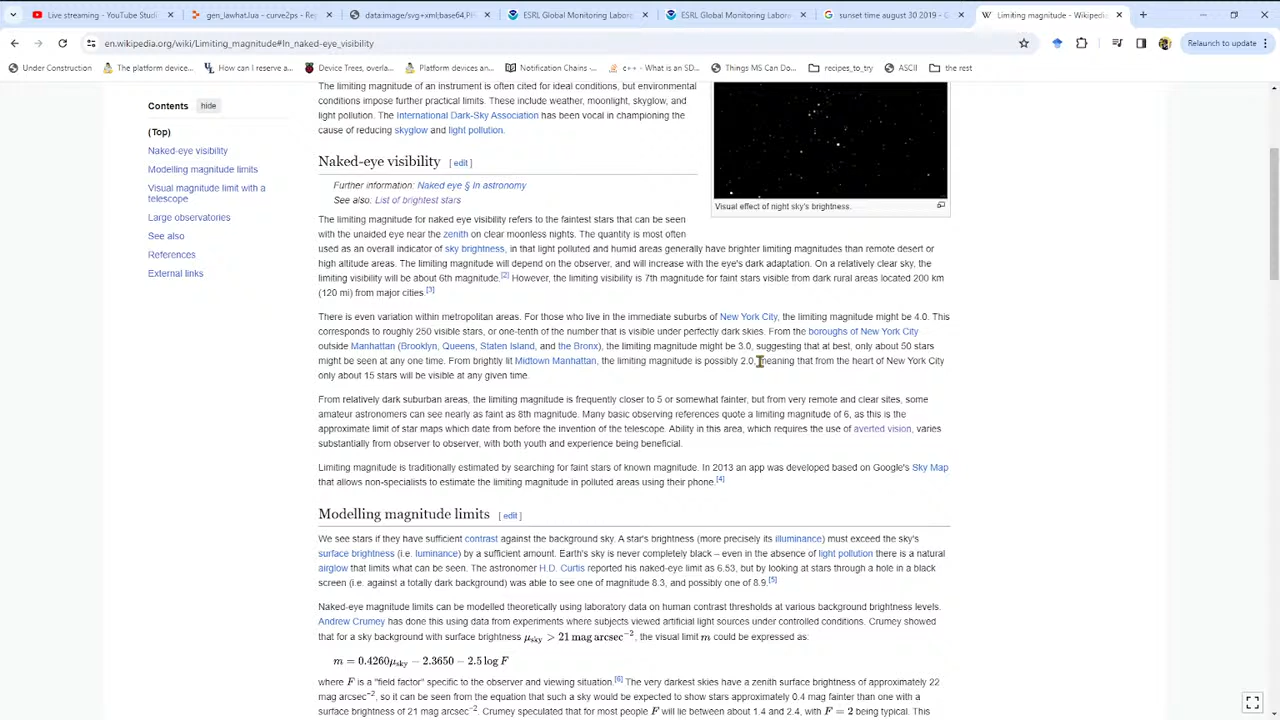 Live streaming - YouTube Studi
gen_lawhat.lua - curve2ps - Rep
data:image/svg+xml;base64,PH
ESRL Global Monitoring Labora
ESRL Global Monitoring Labora
sunset time august 30 2019 - G
Limiting magnitude - Wikipedia
en.wikipedia.org/wiki/Limiting_magnitude#In_naked-eye_visibility
Relaunch to update
Under Construction
The platform device...
How can I reserve a...
Device Trees, overla...
Platform devices an...
Notification Chains -...
c++ - What is an SD...
Things MS Can Do...
recipes_to_try
ASCII
the rest
Contents hide
(Top)
Naked-eye visibility
Modelling magnitude limits
Visual magnitude limit with a
telescope
Large observatories
See also
References
External links
The limiting magnitude of an instrument is often cited for ideal conditions, but environmental
conditions impose further practical limits. These include weather, moonlight, skyglow, and
light pollution. The International Dark-Sky Association has been vocal in championing the
cause of reducing skyglow and light pollution.
Visual effect of night sky's brightness.
Naked-eye visibility [ edit ]
Further information: Naked eye § In astronomy
See also: List of brightest stars
The limiting magnitude for naked eye visibility refers to the faintest stars that can be seen
with the unaided eye near the zenith on clear moonless nights. The quantity is most often
used as an overall indicator of sky brightness, in that light polluted and humid areas generally have brighter limiting magnitudes than remote desert or
high altitude areas. The limiting magnitude will depend on the observer, and will increase with the eye's dark adaptation. On a relatively clear sky, the
limiting visibility will be about 6th magnitude.[2] However, the limiting visibility is 7th magnitude for faint stars visible from dark rural areas located 200 km
(120 mi) from major cities.[3]
There is even variation within metropolitan areas. For those who live in the immediate suburbs of New York City, the limiting magnitude might be 4.0. This
corresponds to roughly 250 visible stars, or one-tenth of the number that is visible under perfectly dark skies. From the boroughs of New York City
outside Manhattan (Brooklyn, Queens, Staten Island, and the Bronx), the limiting magnitude might be 3.0, suggesting that at best, only about 50 stars
might be seen at any one time. From brightly lit Midtown Manhattan, the limiting magnitude is possibly 2.0, meaning that from the heart of New York City
only about 15 stars will be visible at any given time.
From relatively dark suburban areas, the limiting magnitude is frequently closer to 5 or somewhat fainter, but from very remote and clear sites, some
amateur astronomers can see nearly as faint as 8th magnitude. Many basic observing references quote a limiting magnitude of 6, as this is the
approximate limit of star maps which date from before the invention of the telescope. Ability in this area, which requires the use of averted vision, varies
substantially from observer to observer, with both youth and experience being beneficial.
Limiting magnitude is traditionally estimated by searching for faint stars of known magnitude. In 2013 an app was developed based on Google's Sky Map
that allows non-specialists to estimate the limiting magnitude in polluted areas using their phone.[4]
Modelling magnitude limits [ edit ]
We see stars if they have sufficient contrast against the background sky. A star's brightness (more precisely its illuminance) must exceed the sky's
surface brightness (i.e. luminance) by a sufficient amount. Earth's sky is never completely black – even in the absence of light pollution there is a natural
airglow that limits what can be seen. The astronomer H.D. Curtis reported his naked-eye limit as 6.53, but by looking at stars through a hole in a black
screen (i.e. against a totally dark background) was able to see one of magnitude 8.3, and possibly one of 8.9.[5]
Naked-eye magnitude limits can be modelled theoretically using laboratory data on human contrast thresholds at various background brightness levels.
Andrew Crumey has done this using data from experiments where subjects viewed artificial light sources under controlled conditions. Crumey showed
that for a sky background with surface brightness μsky > 21 mag arcsec−2, the visual limit m could be expressed as:
m = 0.4260μsky − 2.3650 − 2.5 log F
where F is a "field factor" specific to the observer and viewing situation.[6] The very darkest skies have a zenith surface brightness of approximately 22
mag arcsec−2, so it can be seen from the equation that such a sky would be expected to show stars approximately 0.4 mag fainter than one with a
surface brightness of 21 mag arcsec−2. Crumey speculated that for most people F will lie between about 1.4 and 2.4, with F = 2 being typical. This